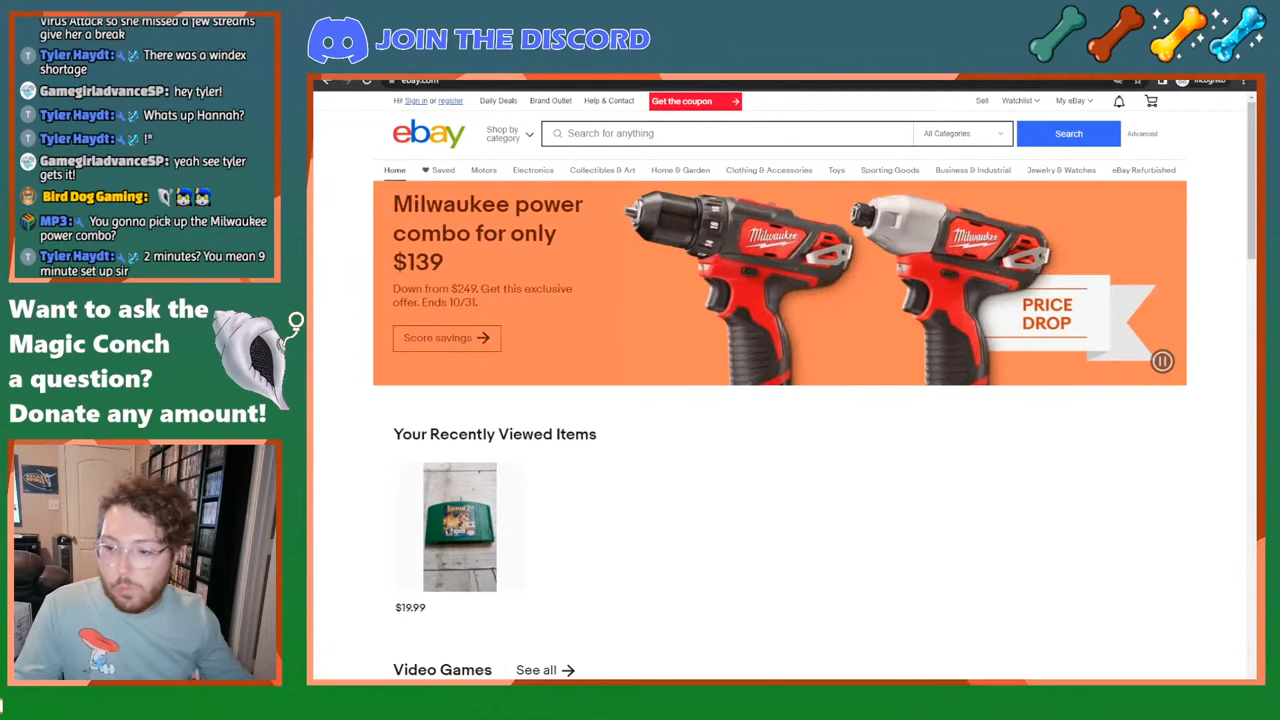 Virus Attack so she missed a few streams
give her a break
Tyler Haydt: There was a windex
shortage
GamegirladvanceSP: hey tyler!
Tyler Haydt: Whats up Hannah?
Tyler Haydt: !*
GamegirladvanceSP: yeah see tyler
gets it!
Bird Dog Gaming:
MP3: You gonna pick up the Milwaukee
power combo?
Tyler Haydt: 2 minutes? You mean 9
minute set up sir
Want to ask the
Magic Conch
a question?
Donate any amount!
JOIN THE DISCORD
ebay.com
Incognito
Hi! Sign in or register Daily Deals Brand Outlet Help & Contact Get the coupon Sell Watchlist My eBay
ebay Shop by
category Search for anything All Categories Search Advanced
Home Saved Motors Electronics Collectibles & Art Home & Garden Clothing & Accessories Toys Sporting Goods Business & Industrial Jewelry & Watches eBay Refurbished
Milwaukee power
combo for only
$139
Down from $249. Get this exclusive
offer. Ends 10/31.
Score savings
Milwaukee
Milwaukee
PRICE
DROP
Your Recently Viewed Items
$19.99
Video Games See all